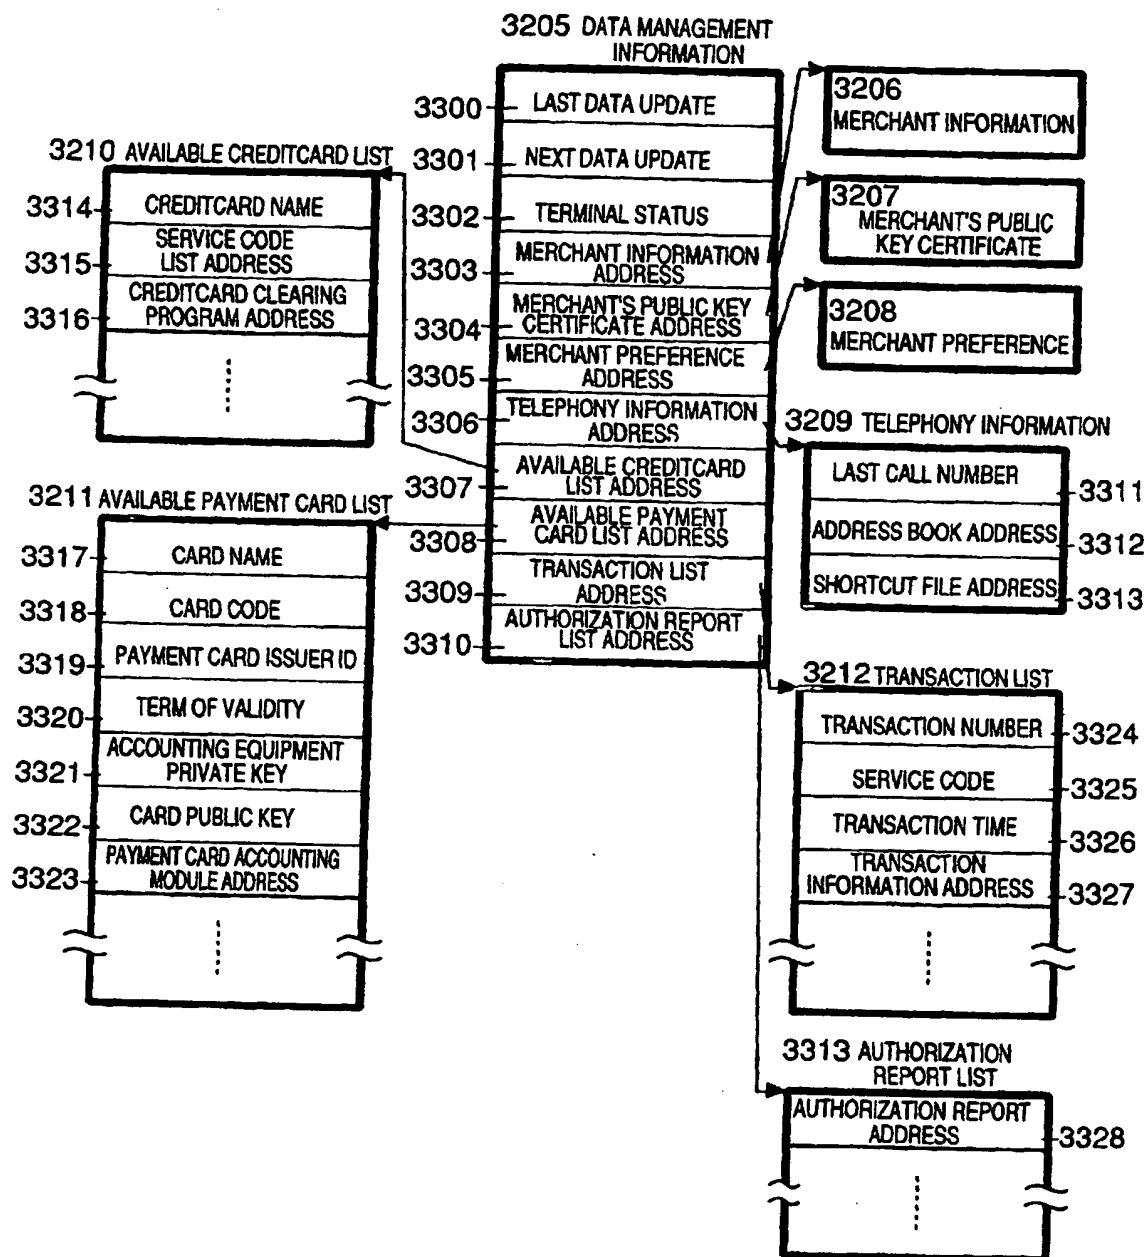 3205 DATA MANAGEMENT
INFORMATION
3300
LAST DATA UPDATE
3301
NEXT DATA UPDATE
3302
TERMINAL STATUS
3303
MERCHANT INFORMATION
ADDRESS
3304
MERCHANT'S PUBLIC KEY
CERTIFICATE ADDRESS
3305
MERCHANT PREFERENCE
ADDRESS
3306
TELEPHONY INFORMATION
ADDRESS
3307
AVAILABLE CREDITCARD
LIST ADDRESS
3308
AVAILABLE PAYMENT
CARD LIST ADDRESS
3309
TRANSACTION LIST
ADDRESS
3310
AUTHORIZATION REPORT
LIST ADDRESS
3210 AVAILABLE CREDITCARD LIST
3314
CREDITCARD NAME
3315
SERVICE CODE
LIST ADDRESS
3316
CREDITCARD CLEARING
PROGRAM ADDRESS
3211 AVAILABLE PAYMENT CARD LIST
3317
CARD NAME
3318
CARD CODE
3319
PAYMENT CARD ISSUER ID
3320
TERM OF VALIDITY
3321
ACCOUNTING EQUIPMENT
PRIVATE KEY
3322
CARD PUBLIC KEY
3323
PAYMENT CARD ACCOUNTING
MODULE ADDRESS
3206
MERCHANT INFORMATION
3207
MERCHANT'S PUBLIC
KEY CERTIFICATE
3208
MERCHANT PREFERENCE
3209 TELEPHONY INFORMATION
LAST CALL NUMBER
3311
ADDRESS BOOK ADDRESS
3312
SHORTCUT FILE ADDRESS
3313
3212 TRANSACTION LIST
TRANSACTION NUMBER
3324
SERVICE CODE
3325
TRANSACTION TIME
3326
TRANSACTION
INFORMATION ADDRESS
3327
3313 AUTHORIZATION
REPORT LIST
AUTHORIZATION REPORT
ADDRESS
3328